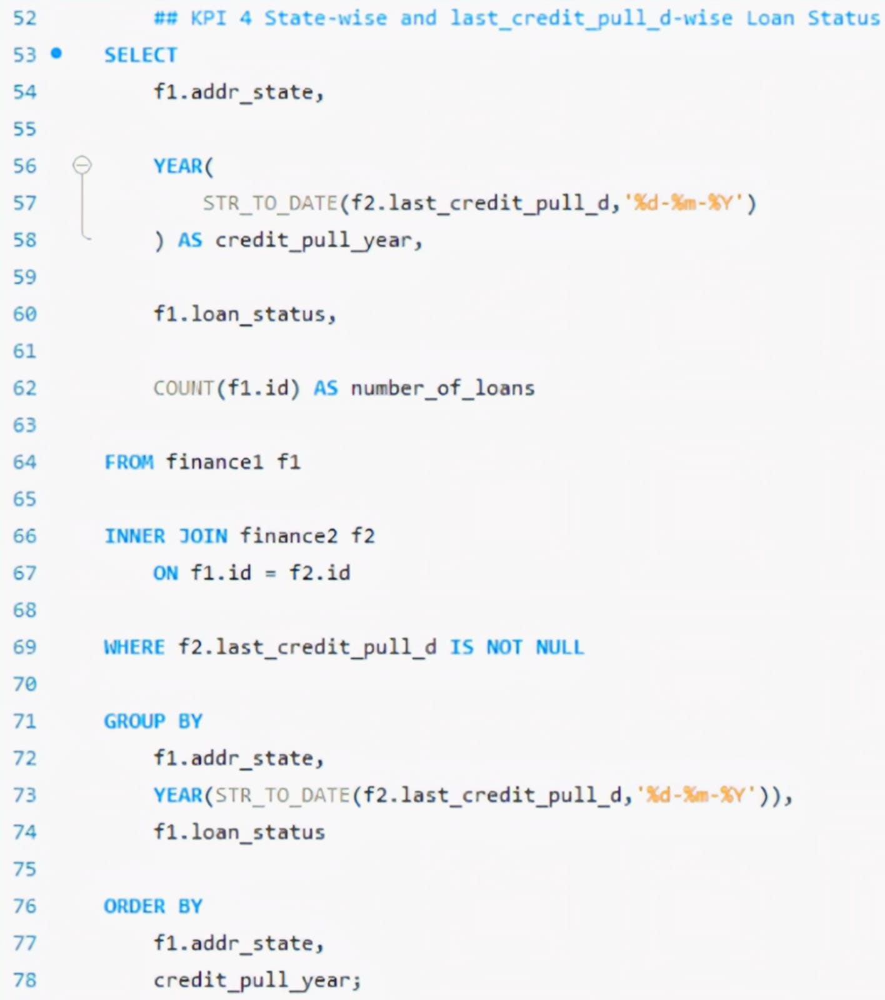 52 ## KPI 4 State-wise and last_credit_pull_d-wise Loan Status
53 SELECT
54 f1.addr_state,
55
56 YEAR(
57 STR_TO_DATE(f2.last_credit_pull_d,'%d-%m-%Y')
58 ) AS credit_pull_year,
59
60 f1.loan_status,
61
62 COUNT(f1.id) AS number_of_loans
63
64 FROM finance1 f1
65
66 INNER JOIN finance2 f2
67 ON f1.id = f2.id
68
69 WHERE f2.last_credit_pull_d IS NOT NULL
70
71 GROUP BY
72 f1.addr_state,
73 YEAR(STR_TO_DATE(f2.last_credit_pull_d,'%d-%m-%Y')),
74 f1.loan_status
75
76 ORDER BY
77 f1.addr_state,
78 credit_pull_year;